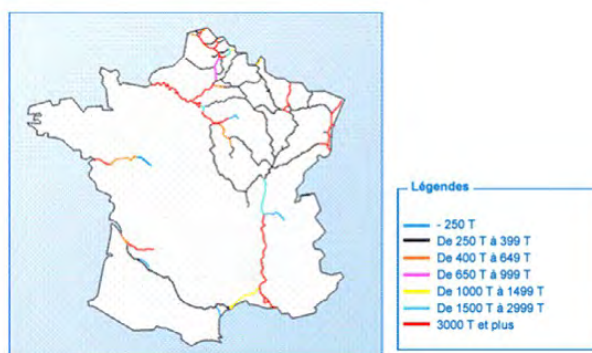 Légendes
- 250 T
De 250 T à 399 T
De 400 T à 649 T
De 650 T à 999 T
De 1000 T à 1499 T
De 1500 T à 2999 T
3000 T et plus